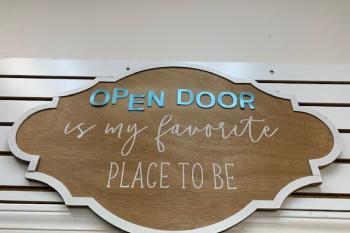 OPEN DOOR
is my favorite
PLACE TO BE